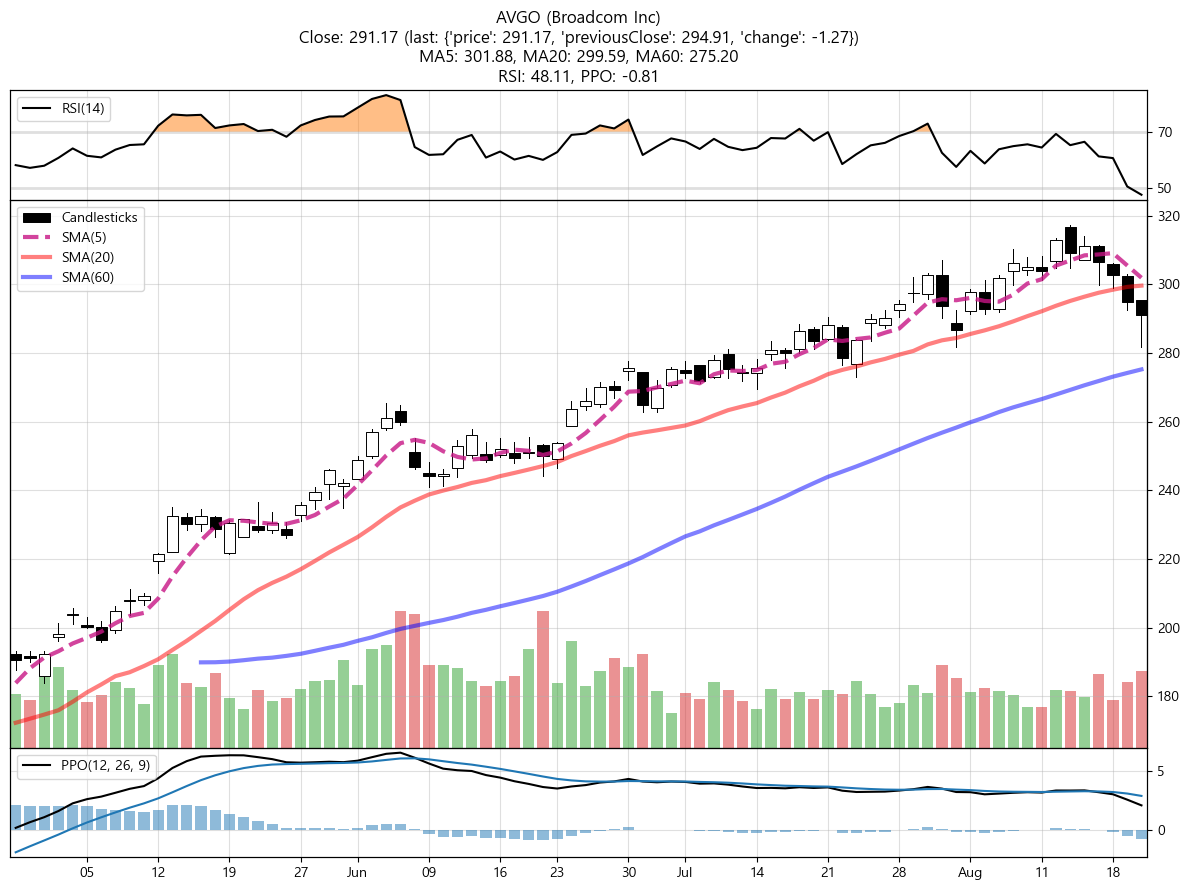 AVGO (Broadcom Inc)
Close: 291.17 (last: {'price': 291.17, 'previousClose': 294.91, 'change': -1.27})
MA5: 301.88, MA20: 299.59, MA60: 275.20
RSI: 48.11, PPO: -0.81
RSI(14)
70
50
Candlesticks
SMA(5)
SMA(20)
SMA(60)
320
300
280
260
240
220
200
180
PPO(12, 26, 9)
5
0
05 12 19 27 Jun 09 16 23 30 Jul 14 21 28 Aug 11 18